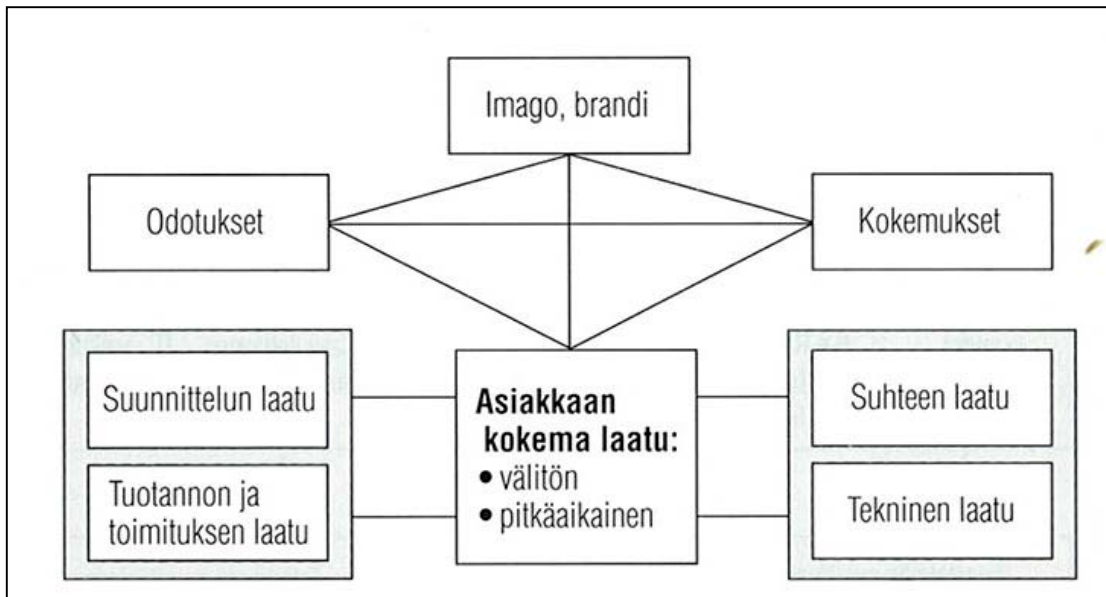 Imago, brandi
Odotukset
Kokemukset
Suunnittelun laatu
Tuotannon ja
toimituksen laatu
Asiakkaan
kokema laatu:
• välitön
• pitkäaikainen
Suhteen laatu
Tekninen laatu